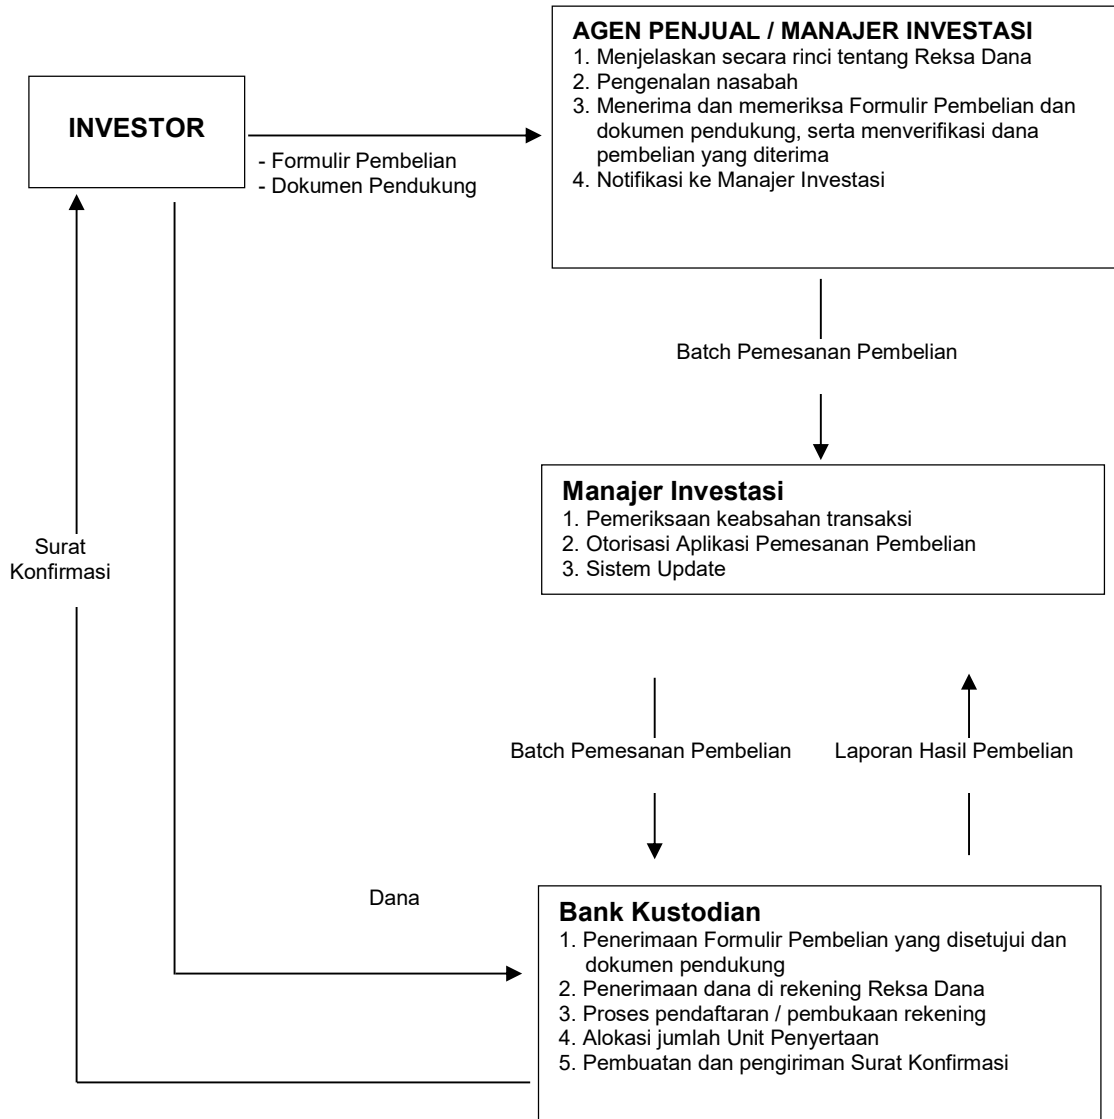 AGEN PENJUAL / MANAJER INVESTASI
1. Menjelaskan secara rinci tentang Reksa Dana
2. Pengenalan nasabah
3. Menerima dan memeriksa Formulir Pembelian dan
dokumen pendukung, serta menverifikasi dana
pembelian yang diterima
4. Notifikasi ke Manajer Investasi
INVESTOR
- Formulir Pembelian
- Dokumen Pendukung
Batch Pemesanan Pembelian
Manajer Investasi
1. Pemeriksaan keabsahan transaksi
2. Otorisasi Aplikasi Pemesanan Pembelian
3. Sistem Update
Surat
Konfirmasi
Batch Pemesanan Pembelian
Laporan Hasil Pembelian
Dana
Bank Kustodian
1. Penerimaan Formulir Pembelian yang disetujui dan
dokumen pendukung
2. Penerimaan dana di rekening Reksa Dana
3. Proses pendaftaran / pembukaan rekening
4. Alokasi jumlah Unit Penyertaan
5. Pembuatan dan pengiriman Surat Konfirmasi